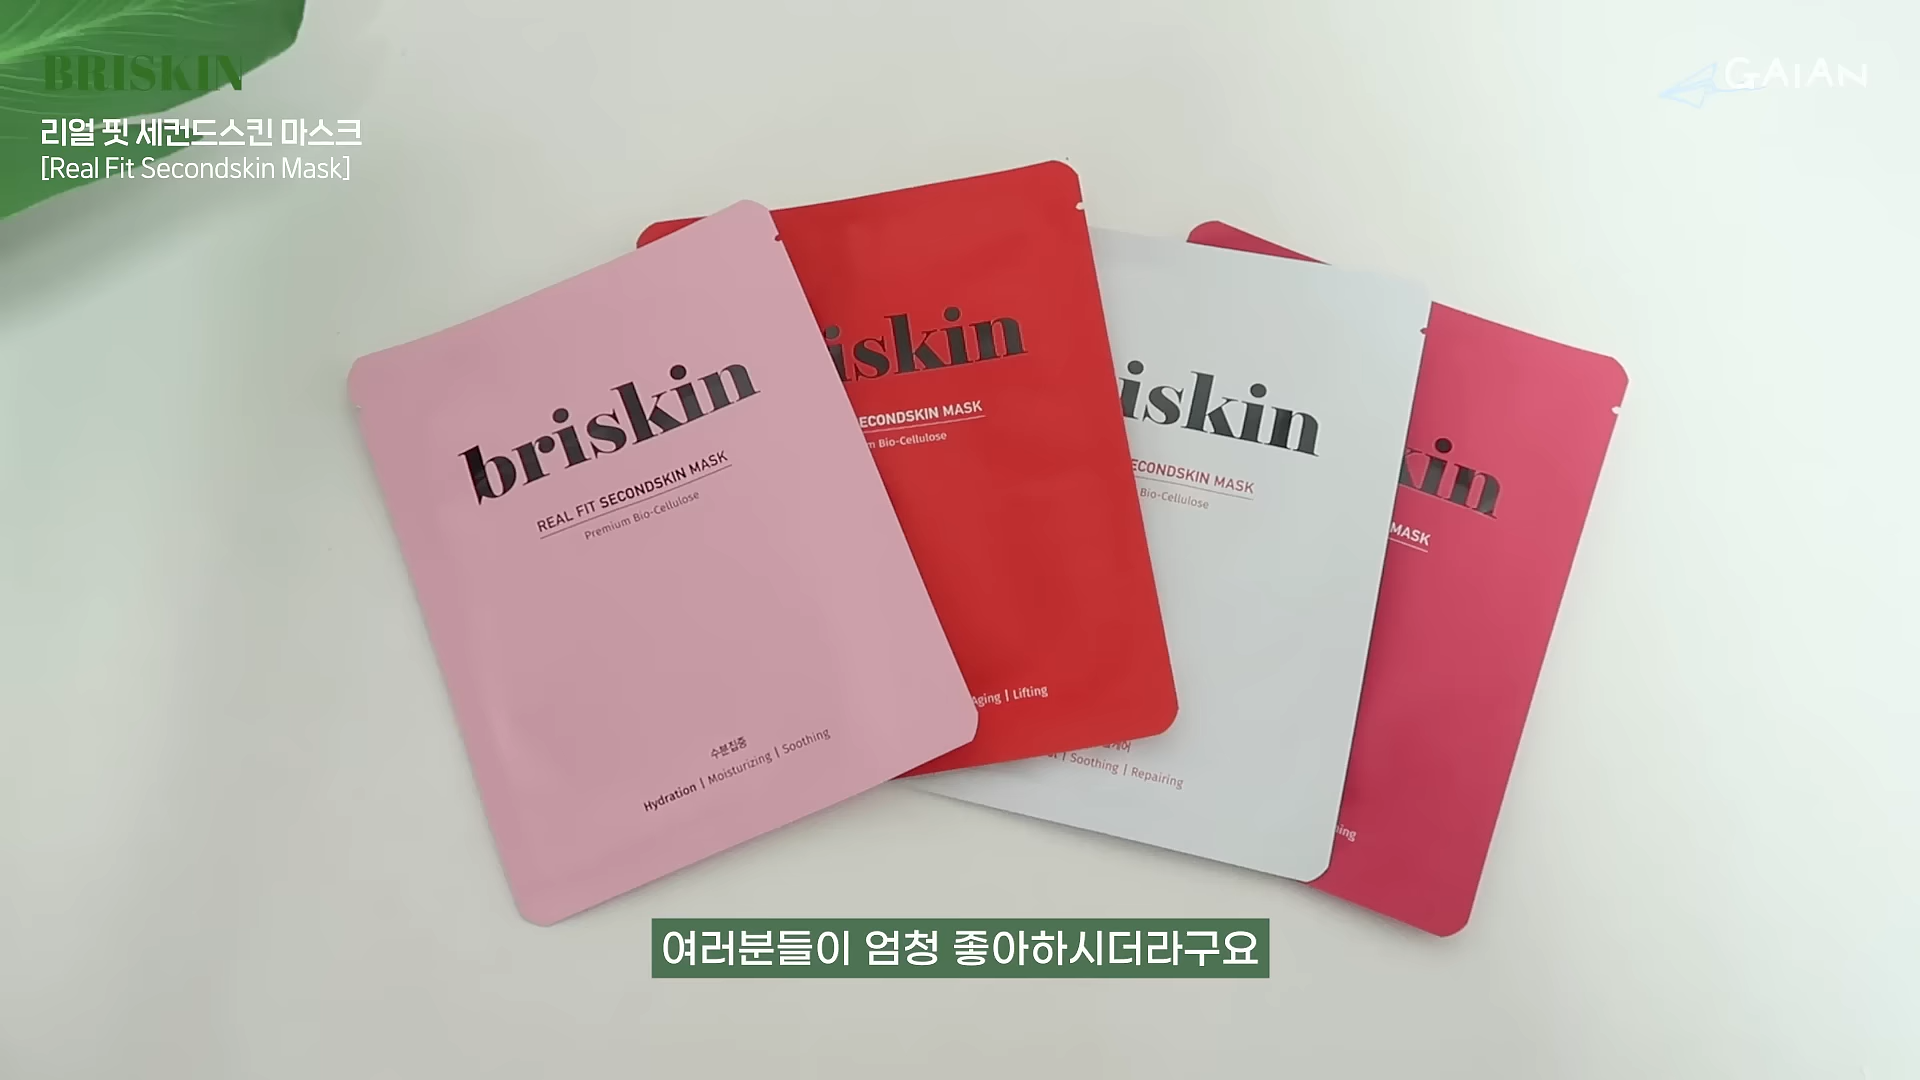 BRISKIN
리얼 핏 세컨드스킨 마스크
[Real Fit Secondskin Mask]
GAIAN
briskin
REAL FIT SECONDSKIN MASK
Premium Bio-Cellulose
수분집중
Hydration | Moisturizing | Soothing
iskin
SECONDSKIN MASK
Bio-Cellulose
Aging | Lifting
iskin
SECONDSKIN MASK
Bio-Cellulose
| Soothing | Repairing
kin
MASK
여러분들이 엄청 좋아하시더라구요